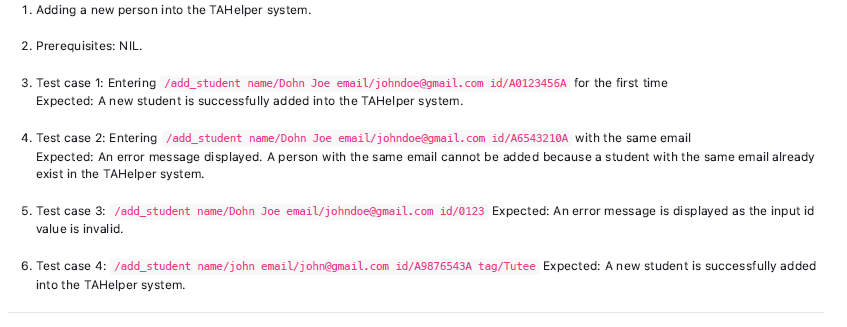 1. Adding a new person into the TAHelper system.
2. Prerequisites: NIL.
3. Test case 1: Entering /add_student name/Dohn Joe email/johndoe@gmail.com id/A0123456A for the first time
Expected: A new student is successfully added into the TAHelper system.
4. Test case 2: Entering /add_student name/Dohn Joe email/johndoe@gmail.com id/A6543210A with the same email
Expected: An error message displayed. A person with the same email cannot be added because a student with the same email already
exist in the TAHelper system.
5. Test case 3: /add_student name/Dohn Joe email/johndoe@gmail.com id/0123 Expected: An error message is displayed as the input id
value is invalid.
6. Test case 4: /add_student name/john email/john@gmail.com id/A9876543A tag/Tutee Expected: A new student is successfully added
into the TAHelper system.